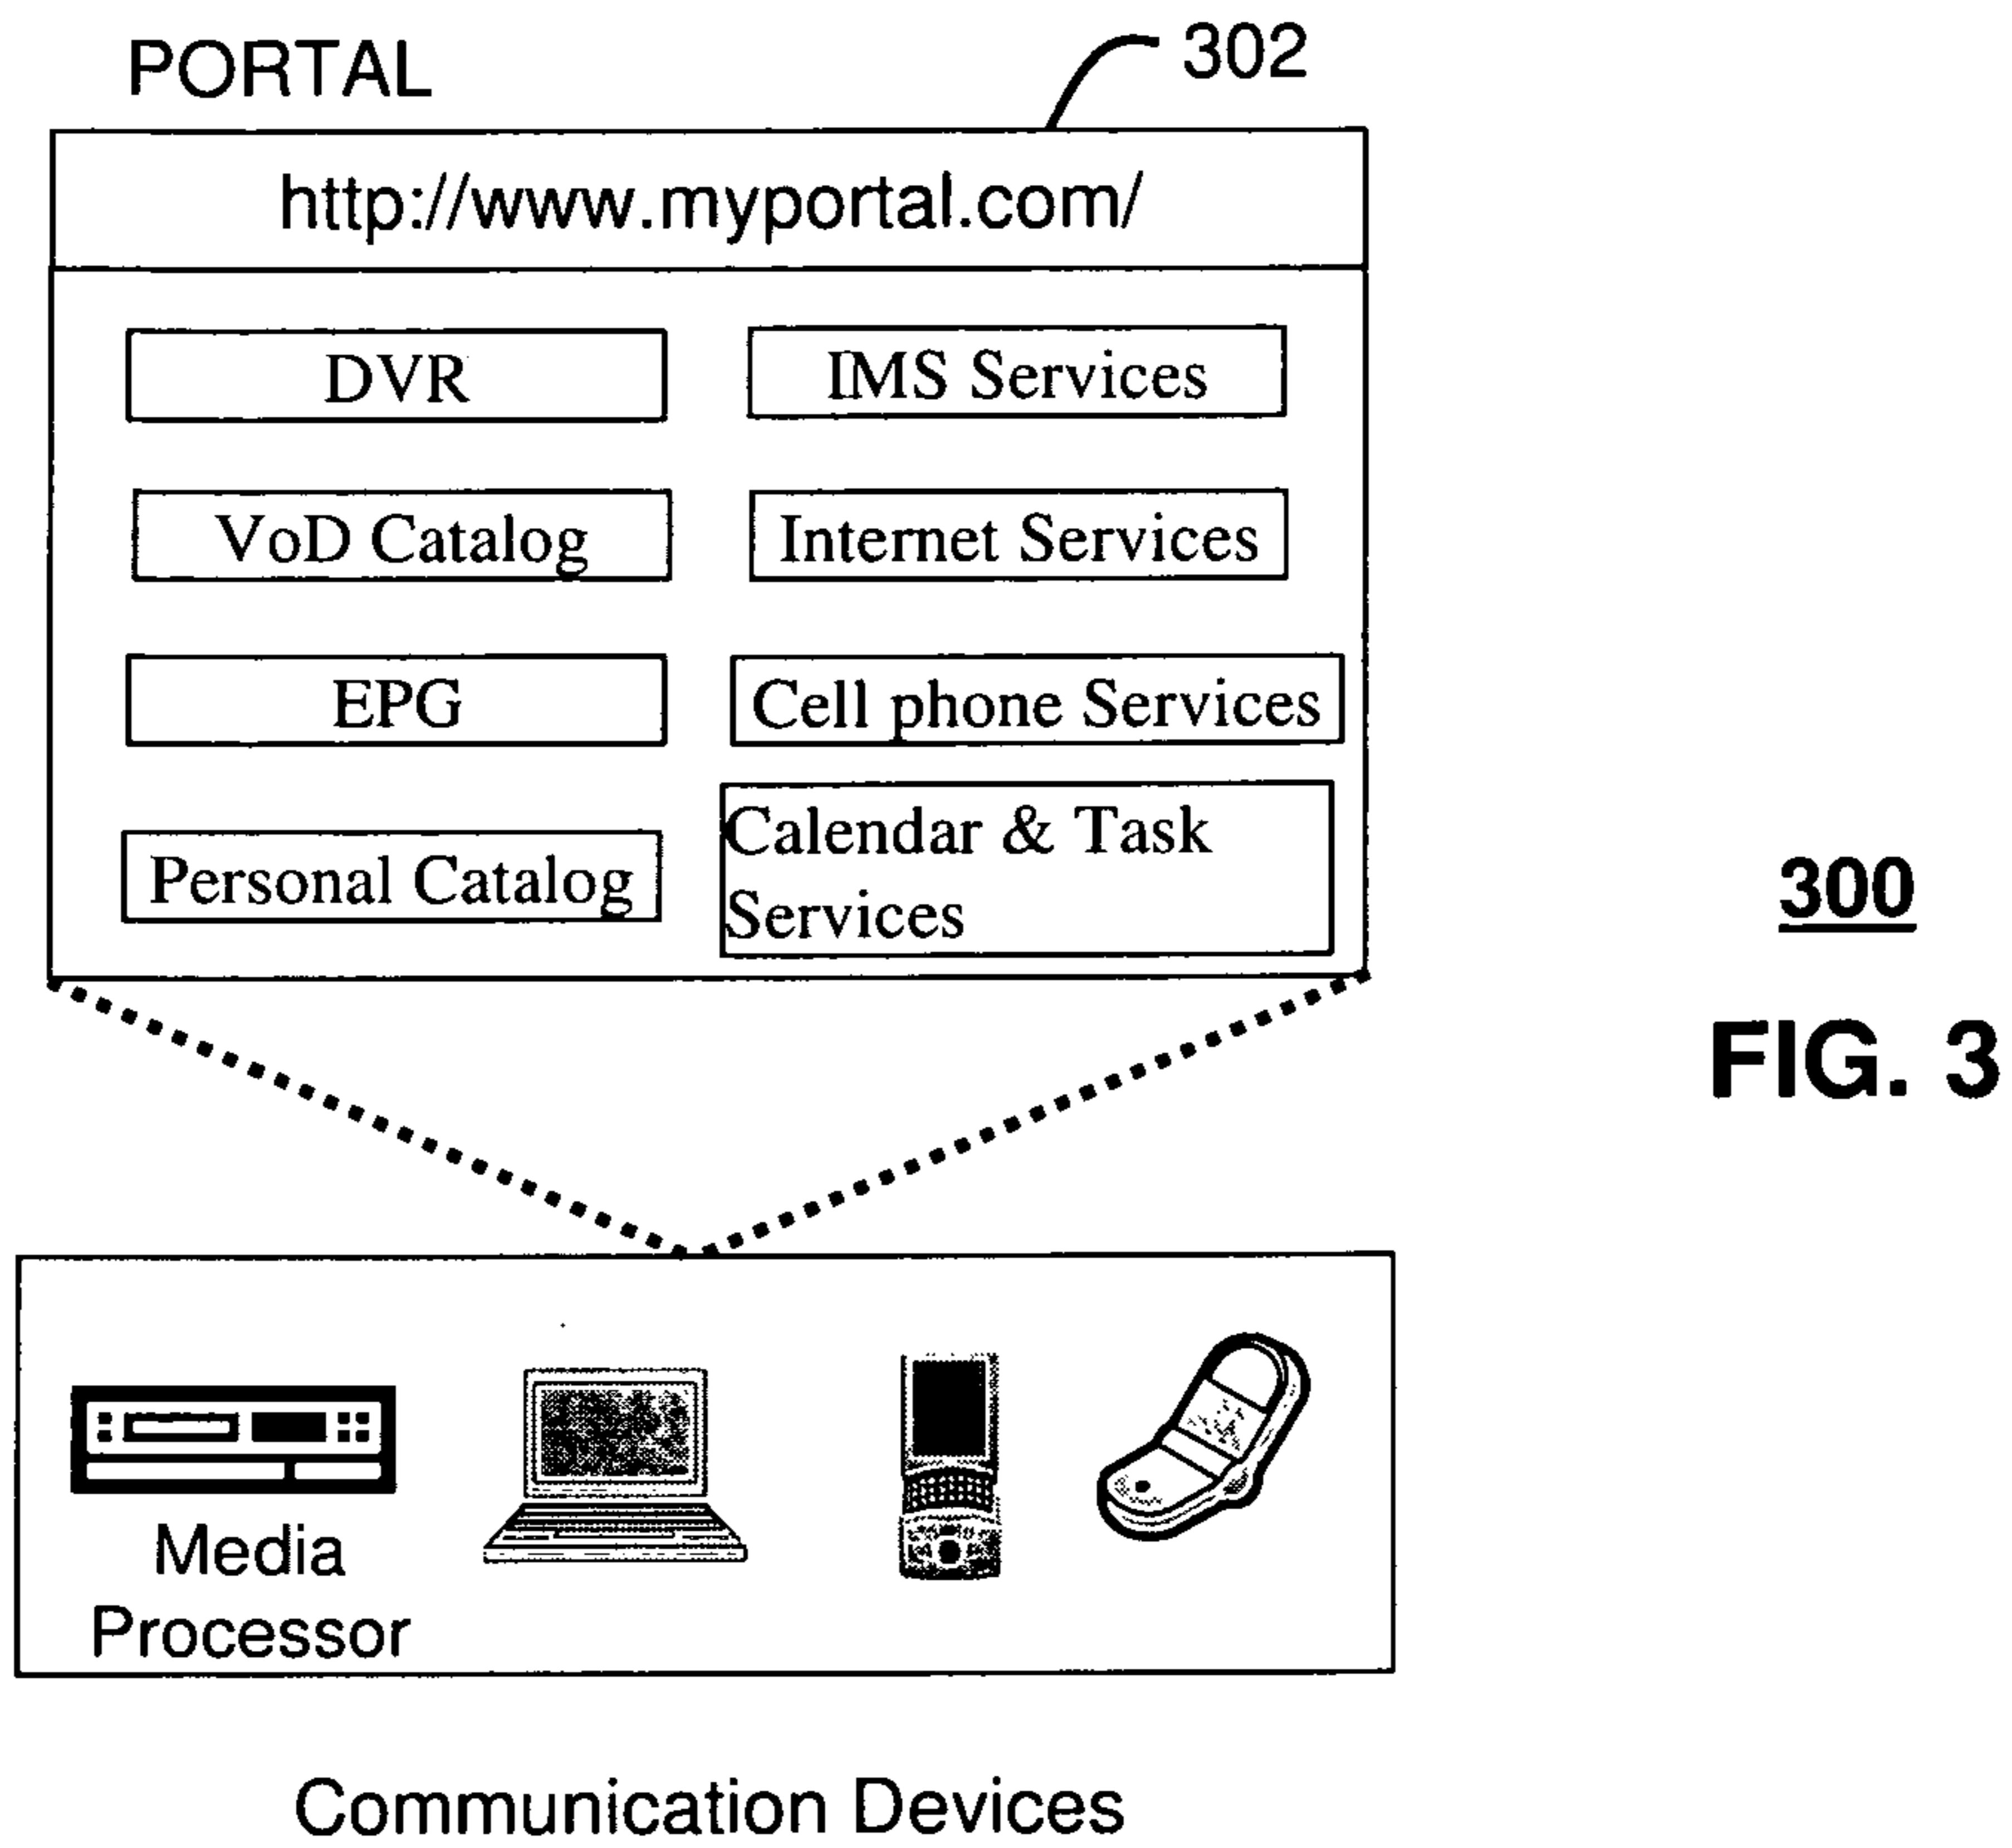 PORTAL
302
http://www.myportal.com/
DVR
IMS Services
VoD Catalog
Internet Services
EPG
Cell phone Services
Personal Catalog
Calendar & Task
Services
300
FIG. 3
Media
Processor
Communication Devices